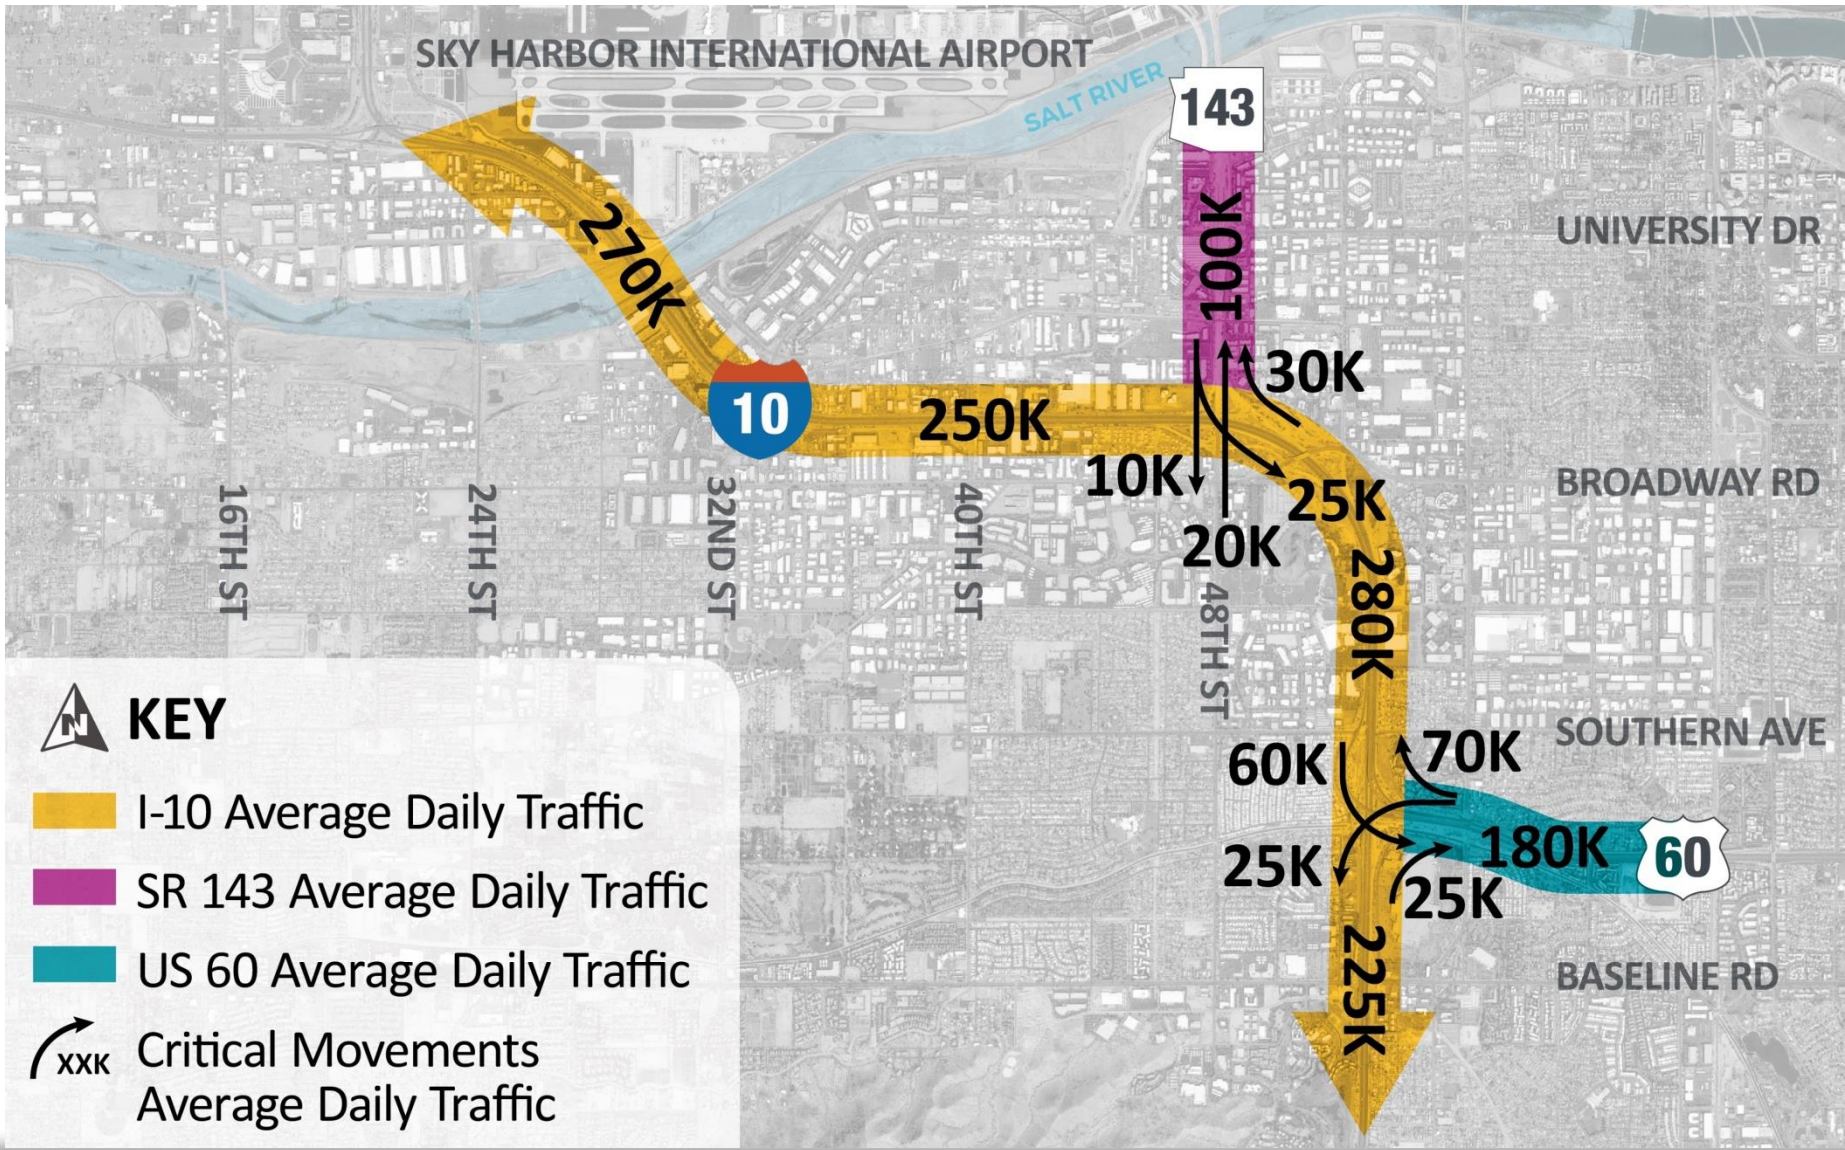 SKY HARBOR INTERNATIONAL AIRPORT
SALT RIVER
143
UNIVERSITY DR
100K
270K
30K
10
250K
10K
25K
20K
BROADWAY RD
16TH ST
24TH ST
32ND ST
40TH ST
48TH ST
280K
SOUTHERN AVE
60K
70K
180K
60
25K
25K
225K
BASELINE RD
N
KEY
I-10 Average Daily Traffic
SR 143 Average Daily Traffic
US 60 Average Daily Traffic
XXK
Critical Movements
Average Daily Traffic